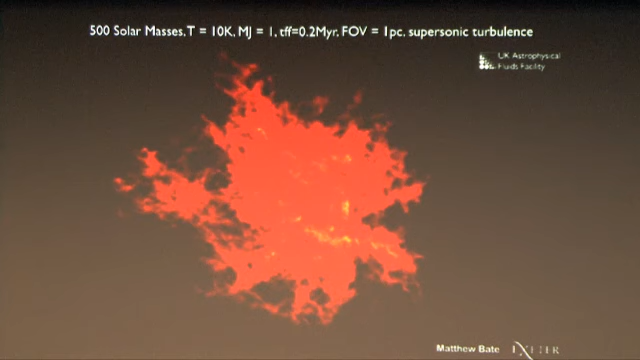 500 Solar Masses, T = 10K, MJ = 1, tff=0.2Myr, FOV = 1pc, supersonic turbulence
UK Astrophysical
Fluids Facility
Matthew Bate
EXETER